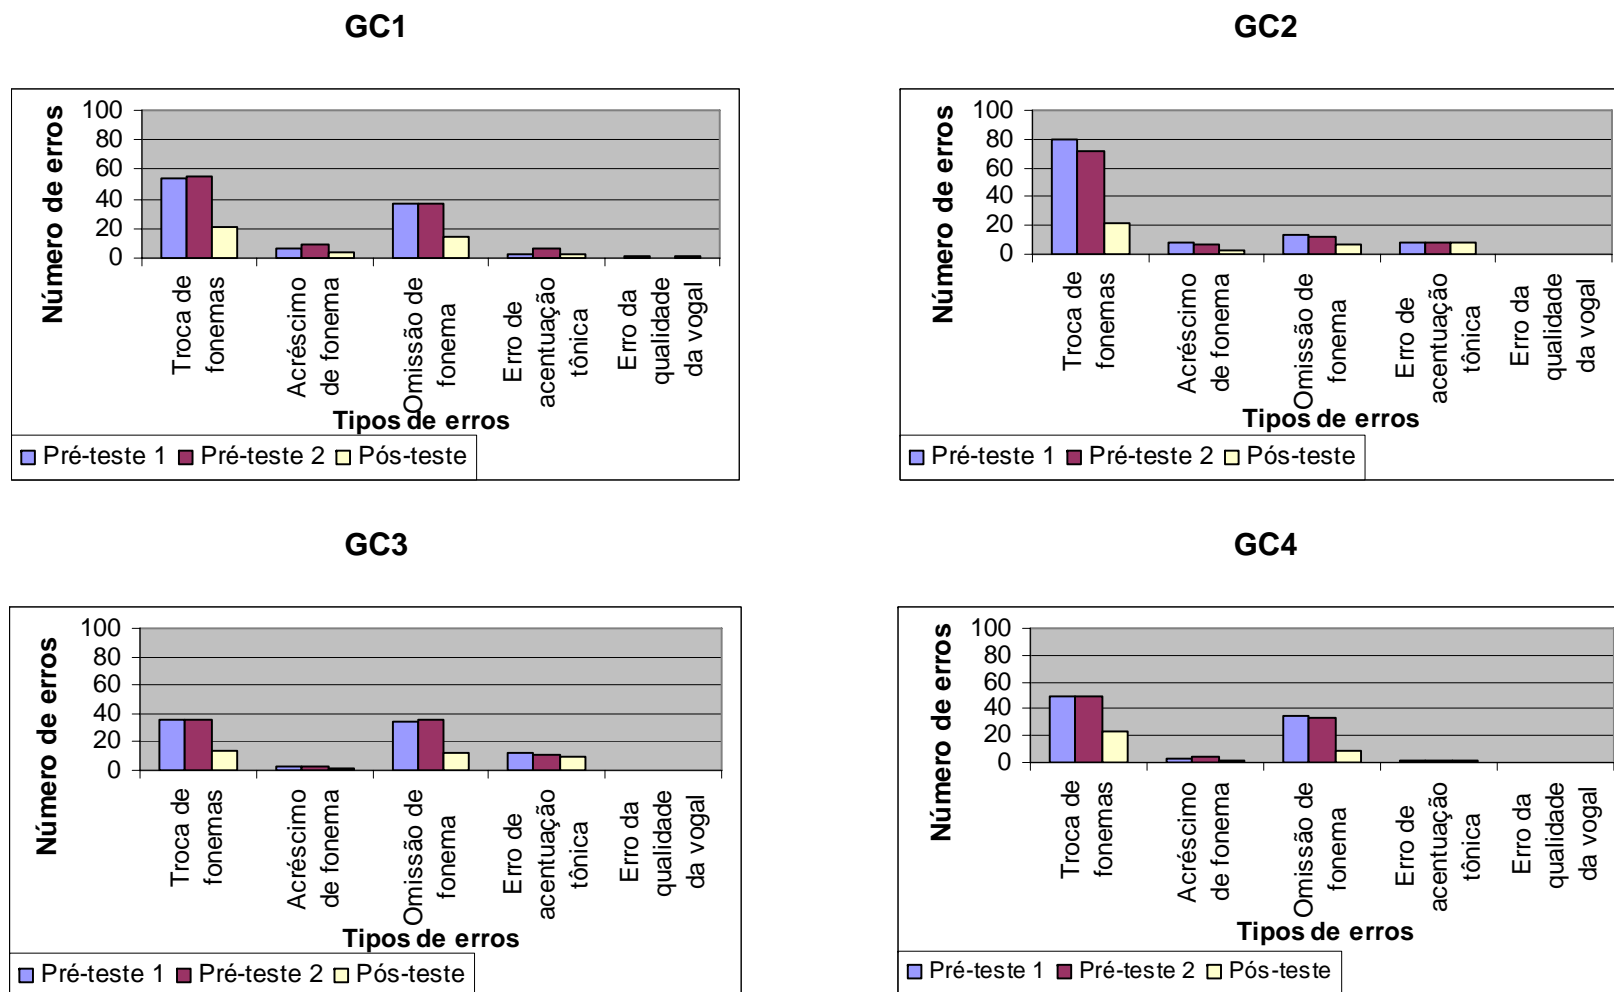 GC1
Número de erros
100
80
60
40
20
0
Troca de
fonemas
Acréscimo
de fonema
Omissão de
fonema
Erro de
acentuação
tônica
Erro da
qualidade
da vogal
Tipos de erros
Pré-teste 1 Pré-teste 2 Pós-teste
GC2
Número de erros
100
80
60
40
20
0
Troca de
fonemas
Acréscimo
de fonema
Omissão de
fonema
Erro de
acentuação
tônica
Erro da
qualidade
da vogal
Tipos de erros
Pré-teste 1 Pré-teste 2 Pós-teste
GC3
Número de erros
100
80
60
40
20
0
Troca de
fonemas
Acréscimo
de fonema
Omissão de
fonema
Erro de
acentuação
tônica
Erro da
qualidade
da vogal
Tipos de erros
Pré-teste 1 Pré-teste 2 Pós-teste
GC4
Número de erros
100
80
60
40
20
0
Troca de
fonemas
Acréscimo
de fonema
Omissão de
fonema
Erro de
acentuação
tônica
Erro da
qualidade
da vogal
Tipos de erros
Pré-teste 1 Pré-teste 2 Pós-teste